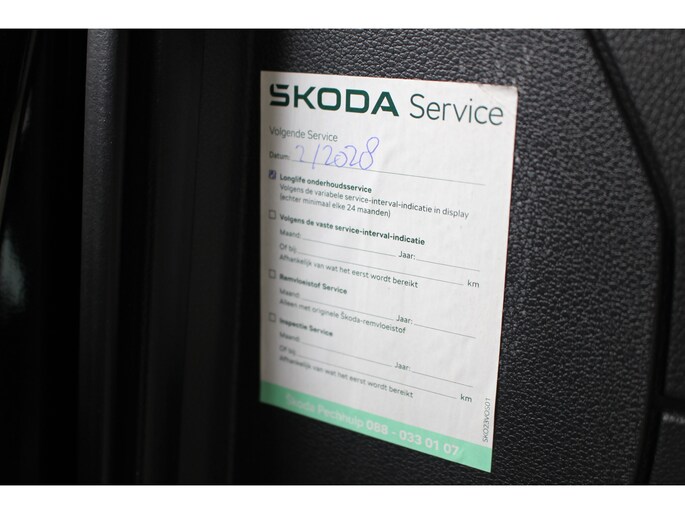 ŠKODA Service
Volgende Service
Datum: 2/2028
Longlife onderhoudsservice
Volgens de variabele service-interval-indicatie in display
(echter minimaal elke 24 maanden)
Volgens de vaste service-interval-indicatie
Maand: Jaar:
Of bij km
Afhankelijk van wat het eerst wordt bereikt
Remvloeistof Service
Maand: Jaar:
Alleen met originele Škoda-remvloeistof
Inspectie Service
Maand: Jaar:
Of bij km
Afhankelijk van wat het eerst wordt bereikt
Škoda Pechhulp 088 - 033 01 07